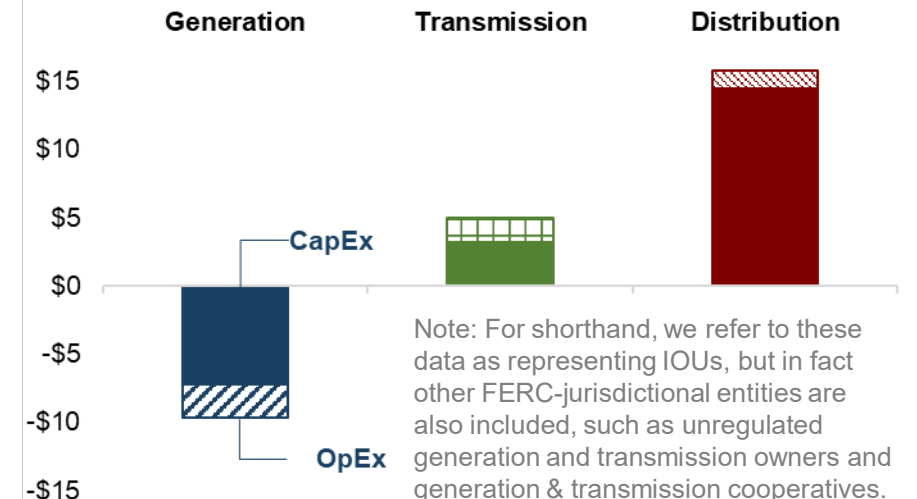 Generation Transmission Distribution
$15
$10
$5
CapEx
$0
Note: For shorthand, we refer to these
-$5
data as representing IOUs, but in fact
other FERC-jurisdictional entities are
-$10
also included, such as unregulated
OpEx
generation and transmission owners and
-$15
generation & transmission cooperatives.